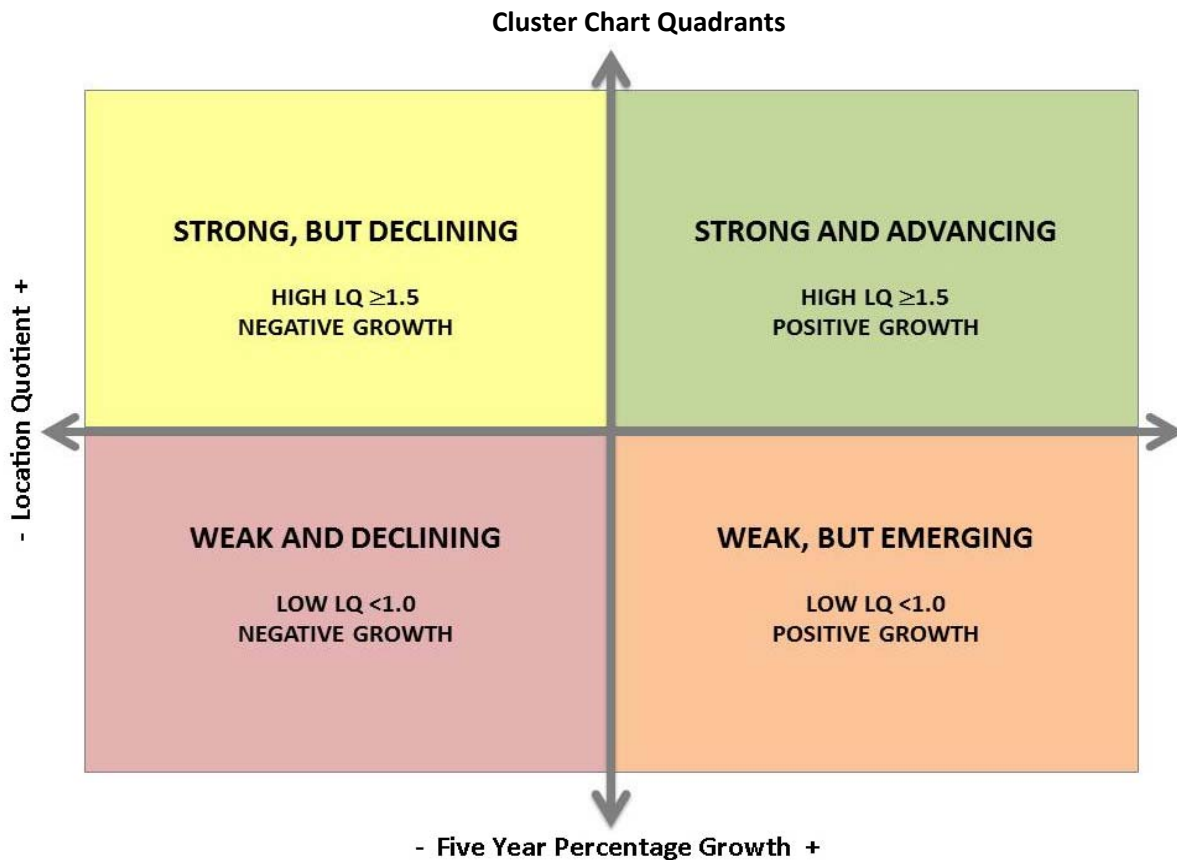 Cluster Chart Quadrants
STRONG, BUT DECLINING
HIGH LQ ≥1.5
NEGATIVE GROWTH
STRONG AND ADVANCING
HIGH LQ ≥1.5
POSITIVE GROWTH
- Location Quotient +
WEAK AND DECLINING
LOW LQ <1.0
NEGATIVE GROWTH
WEAK, BUT EMERGING
LOW LQ <1.0
POSITIVE GROWTH
- Five Year Percentage Growth +